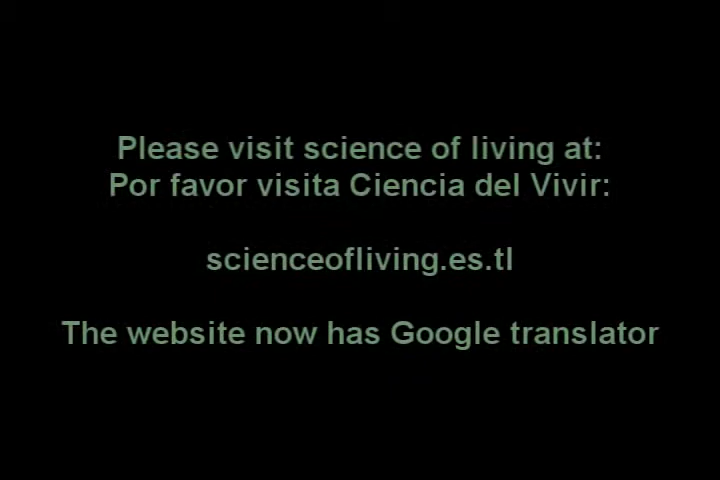 Please visit science of living at:
Por favor visita Ciencia del Vivir:
scienceofliving.es.tl
The website now has Google translator